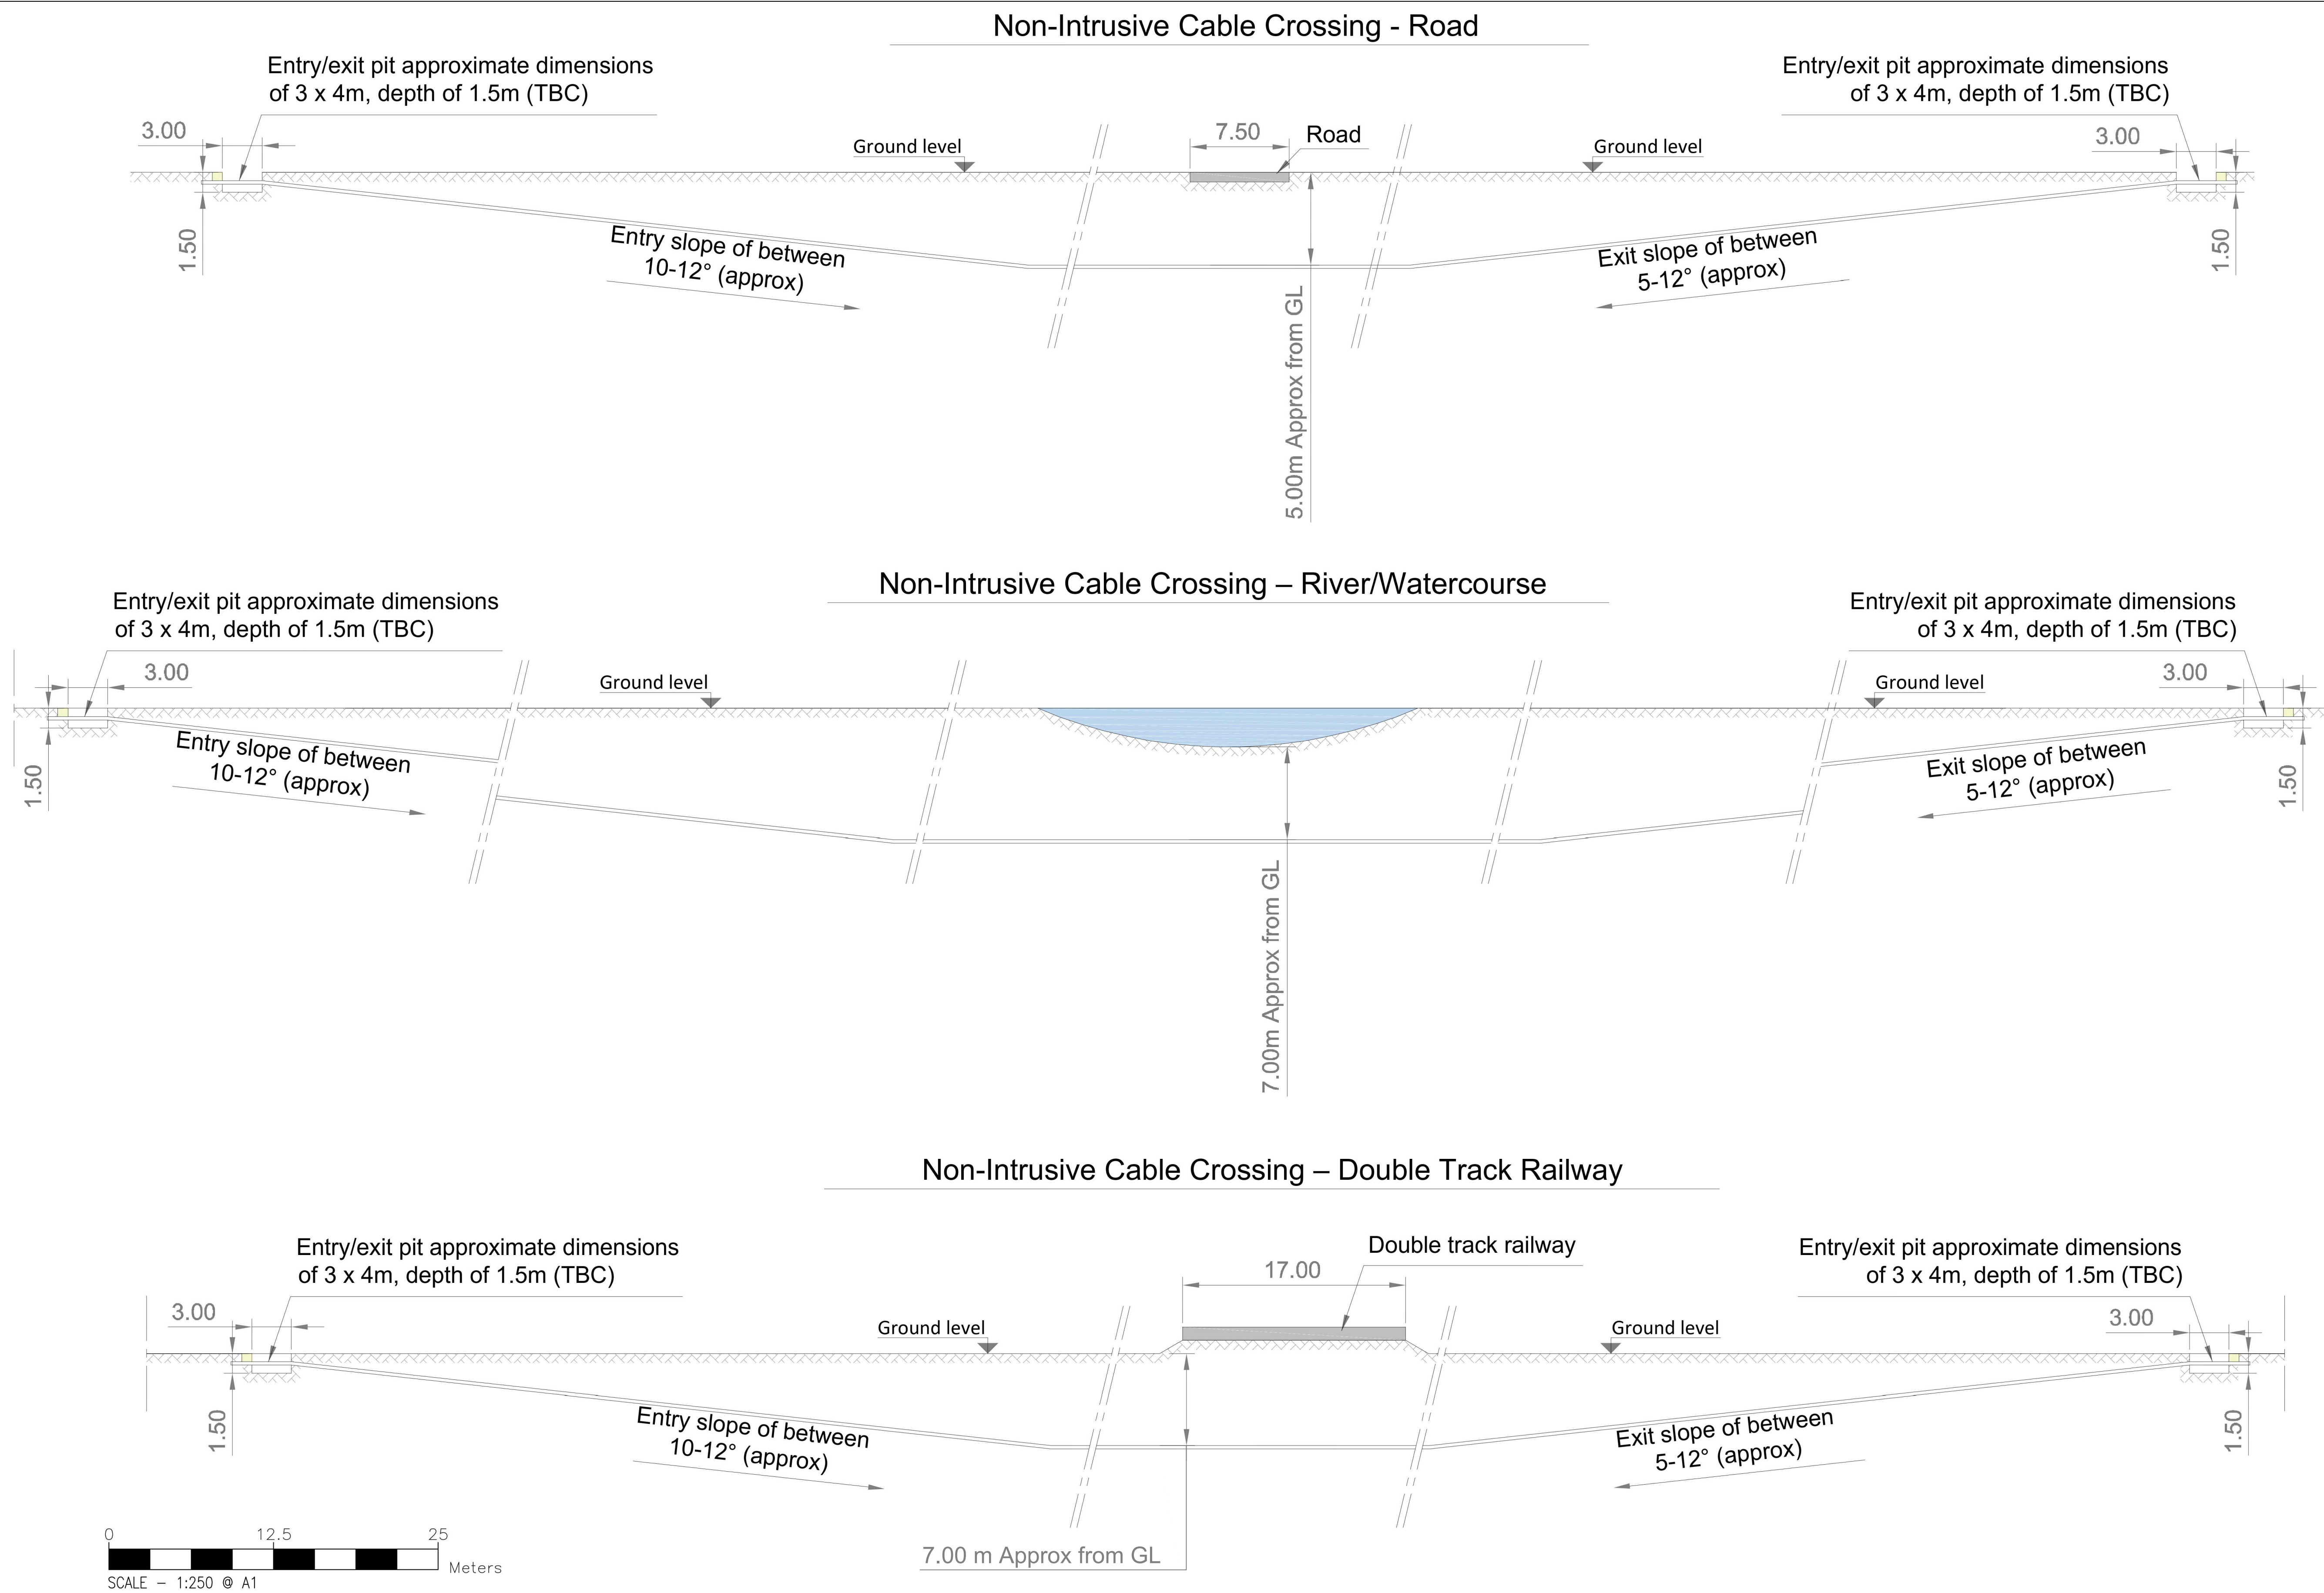 Non-Intrusive Cable Crossing - Road
Entry/exit pit approximate dimensions
of 3 x 4m, depth of 1.5m (TBC)
Entry/exit pit approximate dimensions
of 3 x 4m, depth of 1.5m (TBC)
3.00
Ground level
7.50
Road
Ground level
3.00
1.50
Entry slope of between
10-12° (approx)
5.00m Approx from GL
Exit slope of between
5-12° (approx)
1.50
Non-Intrusive Cable Crossing – River/Watercourse
Entry/exit pit approximate dimensions
of 3 x 4m, depth of 1.5m (TBC)
Entry/exit pit approximate dimensions
of 3 x 4m, depth of 1.5m (TBC)
3.00
Ground level
Ground level
3.00
1.50
Entry slope of between
10-12° (approx)
7.00m Approx from GL
Exit slope of between
5-12° (approx)
1.50
Non-Intrusive Cable Crossing – Double Track Railway
Entry/exit pit approximate dimensions
of 3 x 4m, depth of 1.5m (TBC)
Double track railway
Entry/exit pit approximate dimensions
of 3 x 4m, depth of 1.5m (TBC)
17.00
3.00
Ground level
Ground level
3.00
1.50
Entry slope of between
10-12° (approx)
Exit slope of between
5-12° (approx)
1.50
7.00 m Approx from GL
0 12.5 25
Meters
SCALE – 1:250 @ A1